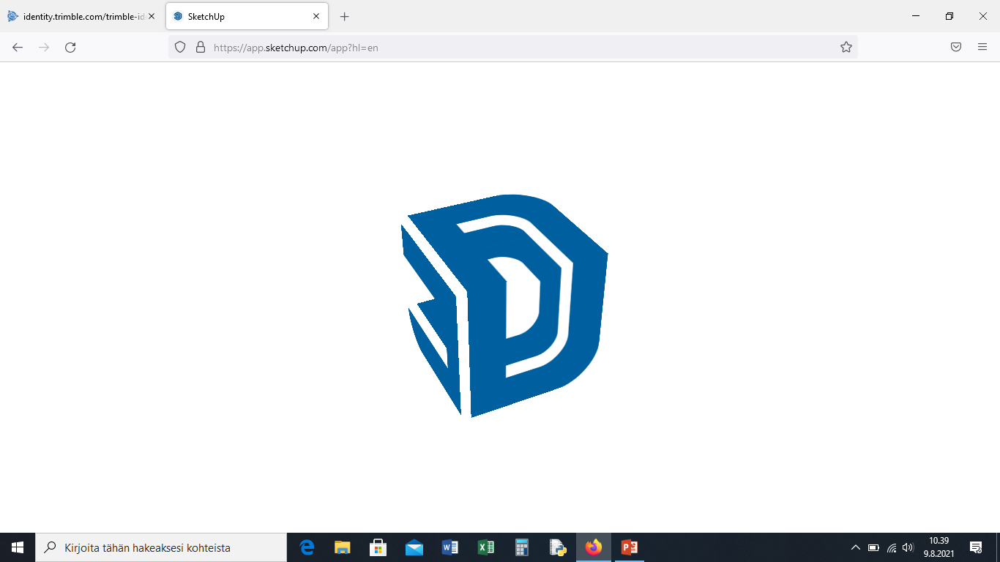 identity.trimble.com/trimble-id
SketchUp
https://app.sketchup.com/app?hl=en
Kirjoita tähän hakeaksesi kohteista
10.39
9.8.2021